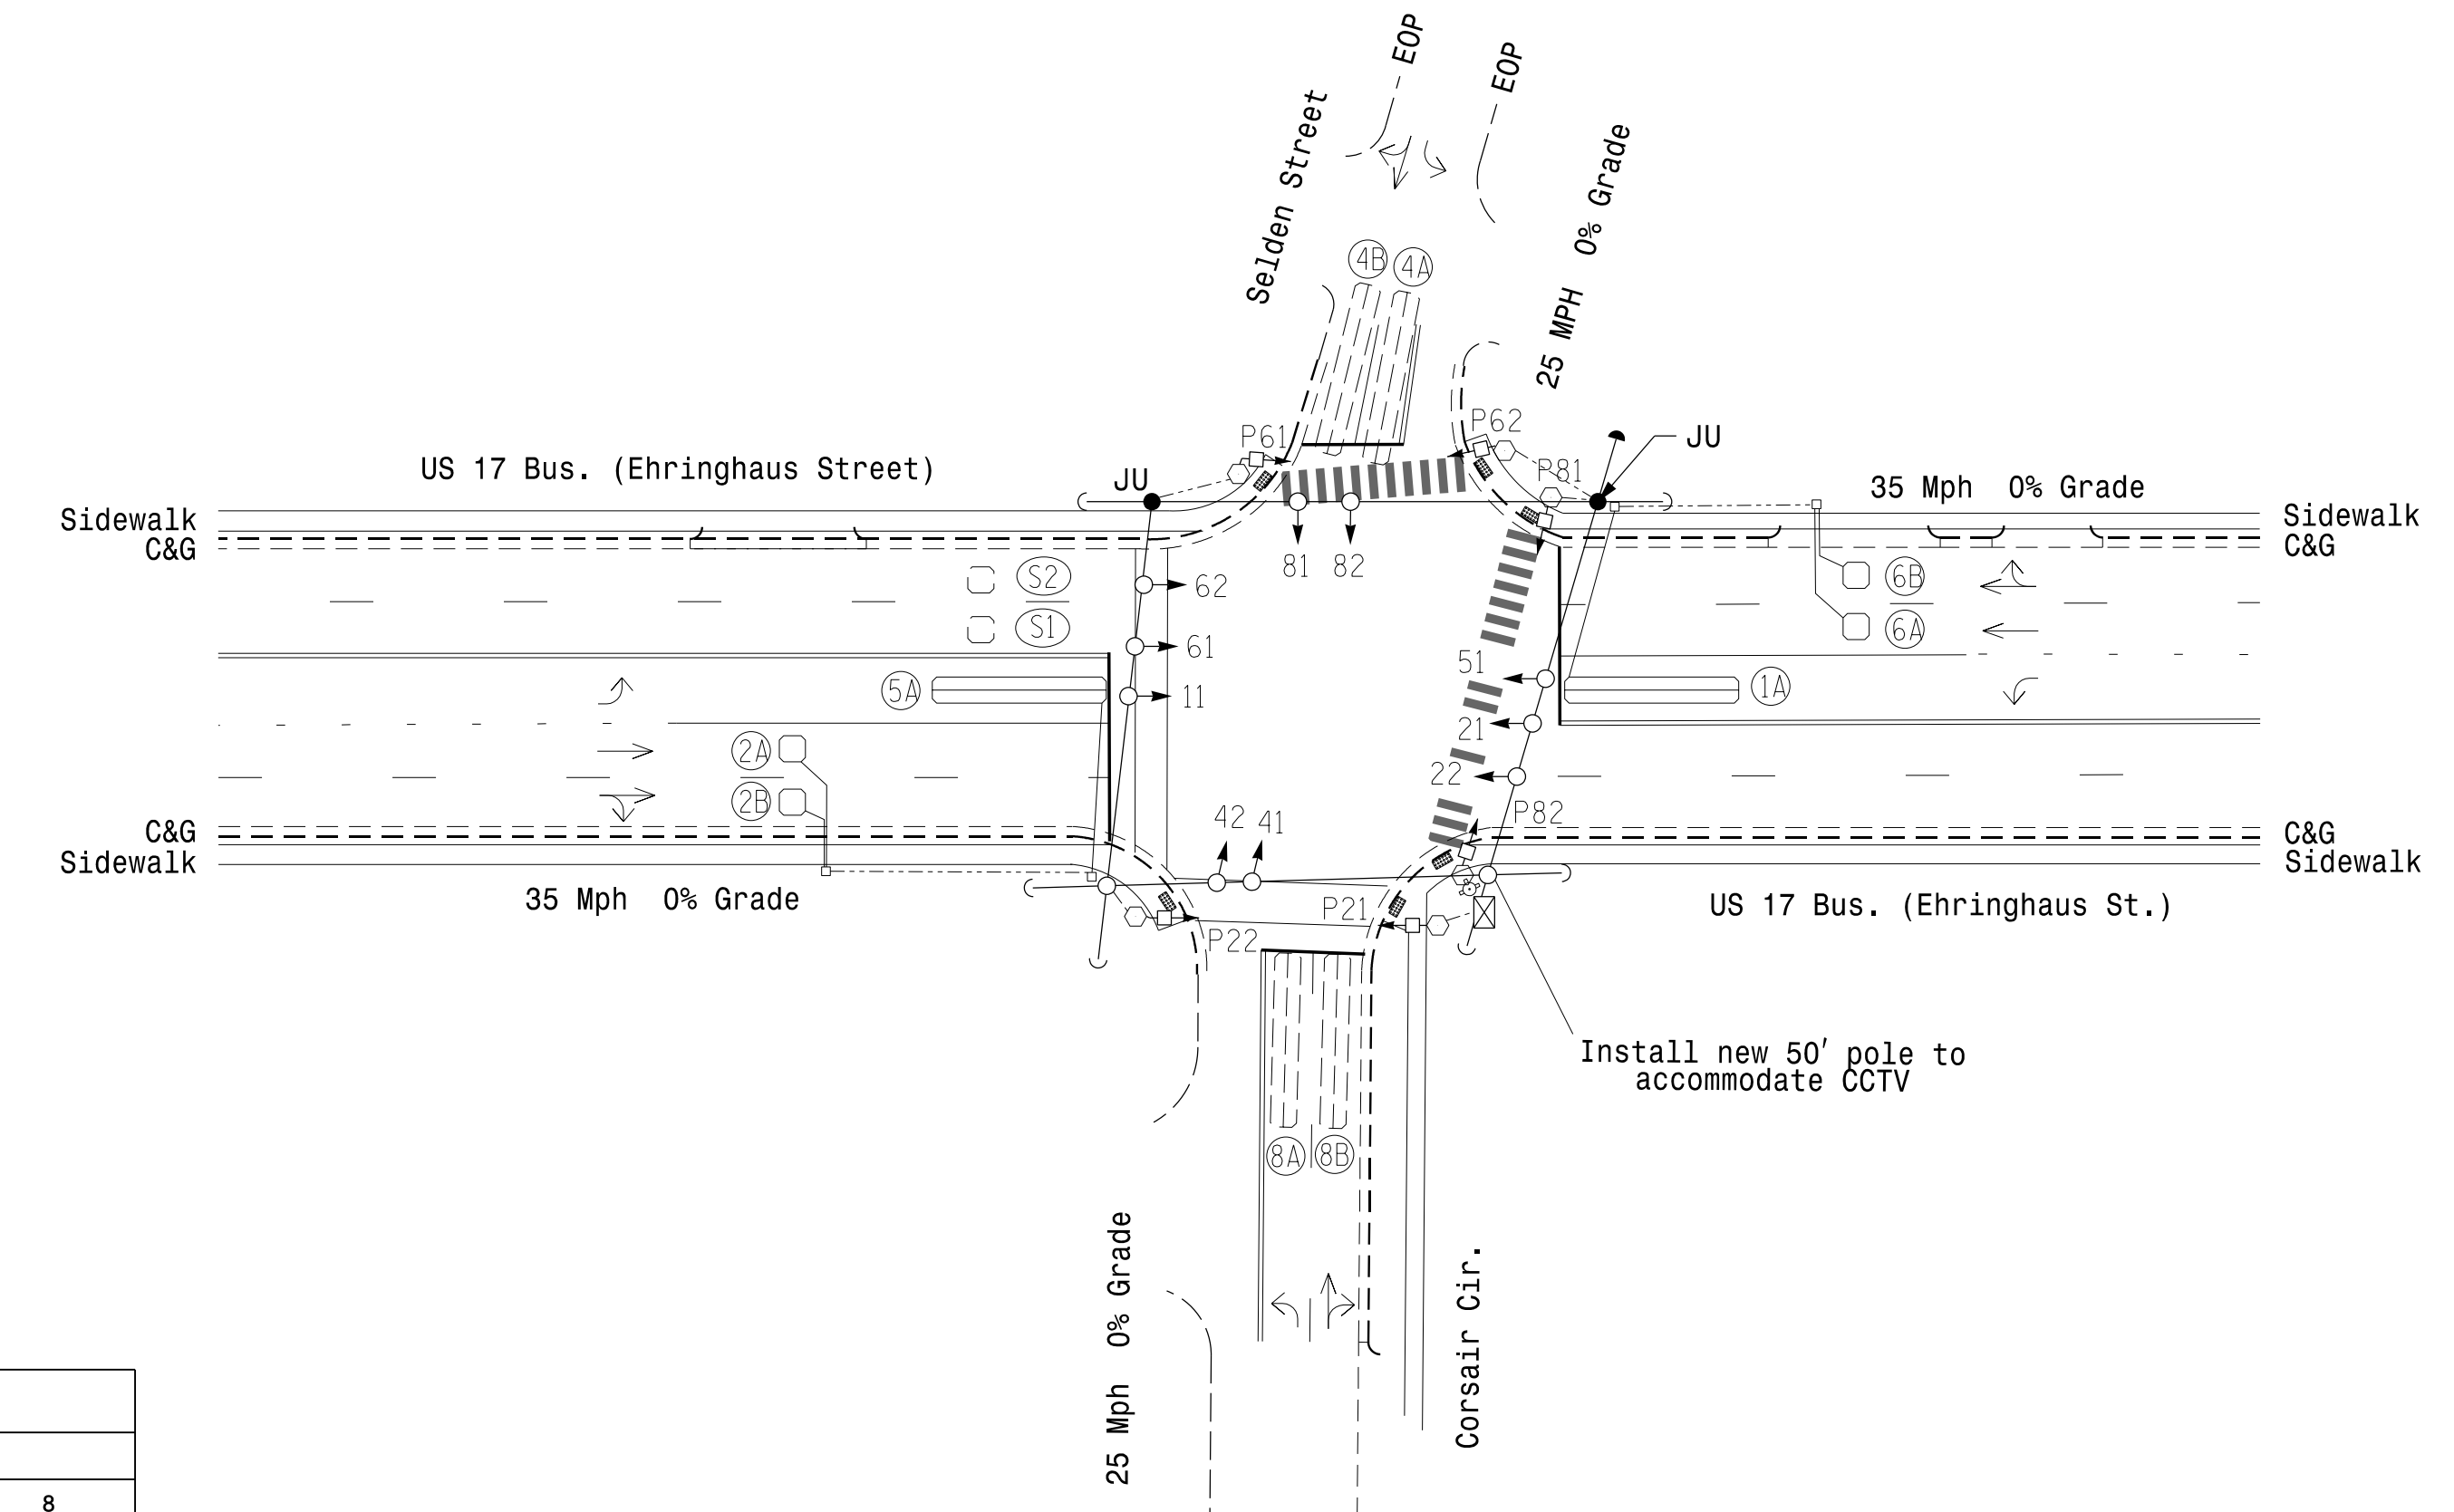 EOP
EOP
Selden Street
25 MPH 0% Grade
4B
4A
P61
P62
JU
US 17 Bus. (Ehringhaus Street)
JU
P81
35 Mph 0% Grade
Sidewalk
C&G
Sidewalk
C&G
81
82
S2
62
6B
S1
61
6A
51
5A
11
1A
21
2A
22
2B
42
41
P82
C&G
Sidewalk
C&G
Sidewalk
35 Mph 0% Grade
P21
US 17 Bus. (Ehringhaus St.)
P22
Install new 50' pole to
accommodate CCTV
8A
8B
25 Mph 0% Grade
Corsair Cir.
8